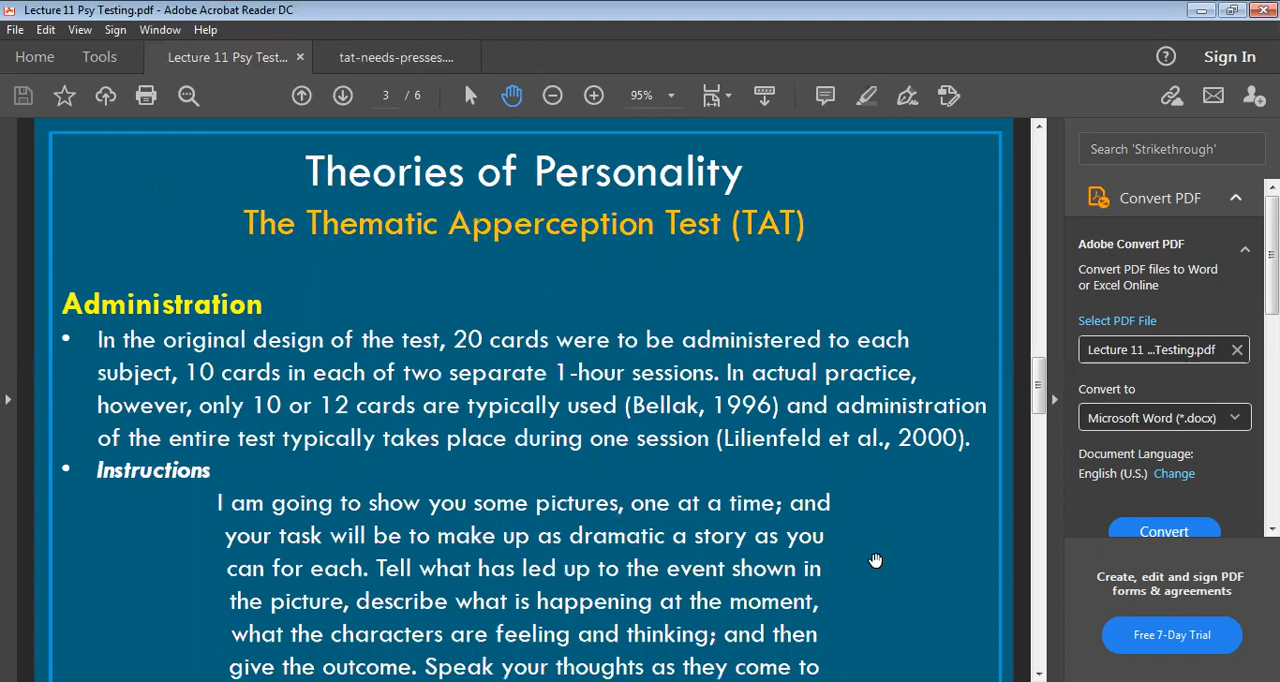 Lecture 11 Psy Testing.pdf - Adobe Acrobat Reader DC
File Edit View Sign Window Help
Home Tools Lecture 11 Psy Test... × tat-needs-presses.... Sign In
3 / 6 95%
Theories of Personality
The Thematic Apperception Test (TAT)
Administration
• In the original design of the test, 20 cards were to be administered to each
subject, 10 cards in each of two separate 1-hour sessions. In actual practice,
however, only 10 or 12 cards are typically used (Bellak, 1996) and administration
of the entire test typically takes place during one session (Lilienfeld et al., 2000).
• Instructions
I am going to show you some pictures, one at a time; and
your task will be to make up as dramatic a story as you
can for each. Tell what has led up to the event shown in
the picture, describe what is happening at the moment,
what the characters are feeling and thinking; and then
give the outcome. Speak your thoughts as they come to
Search 'Strikethrough'
Convert PDF
Adobe Convert PDF
Convert PDF files to Word
or Excel Online
Select PDF File
Lecture 11 ...Testing.pdf
Convert to
Microsoft Word (*.docx)
Document Language:
English (U.S.) Change
Convert
Create, edit and sign PDF
forms & agreements
Free 7-Day Trial